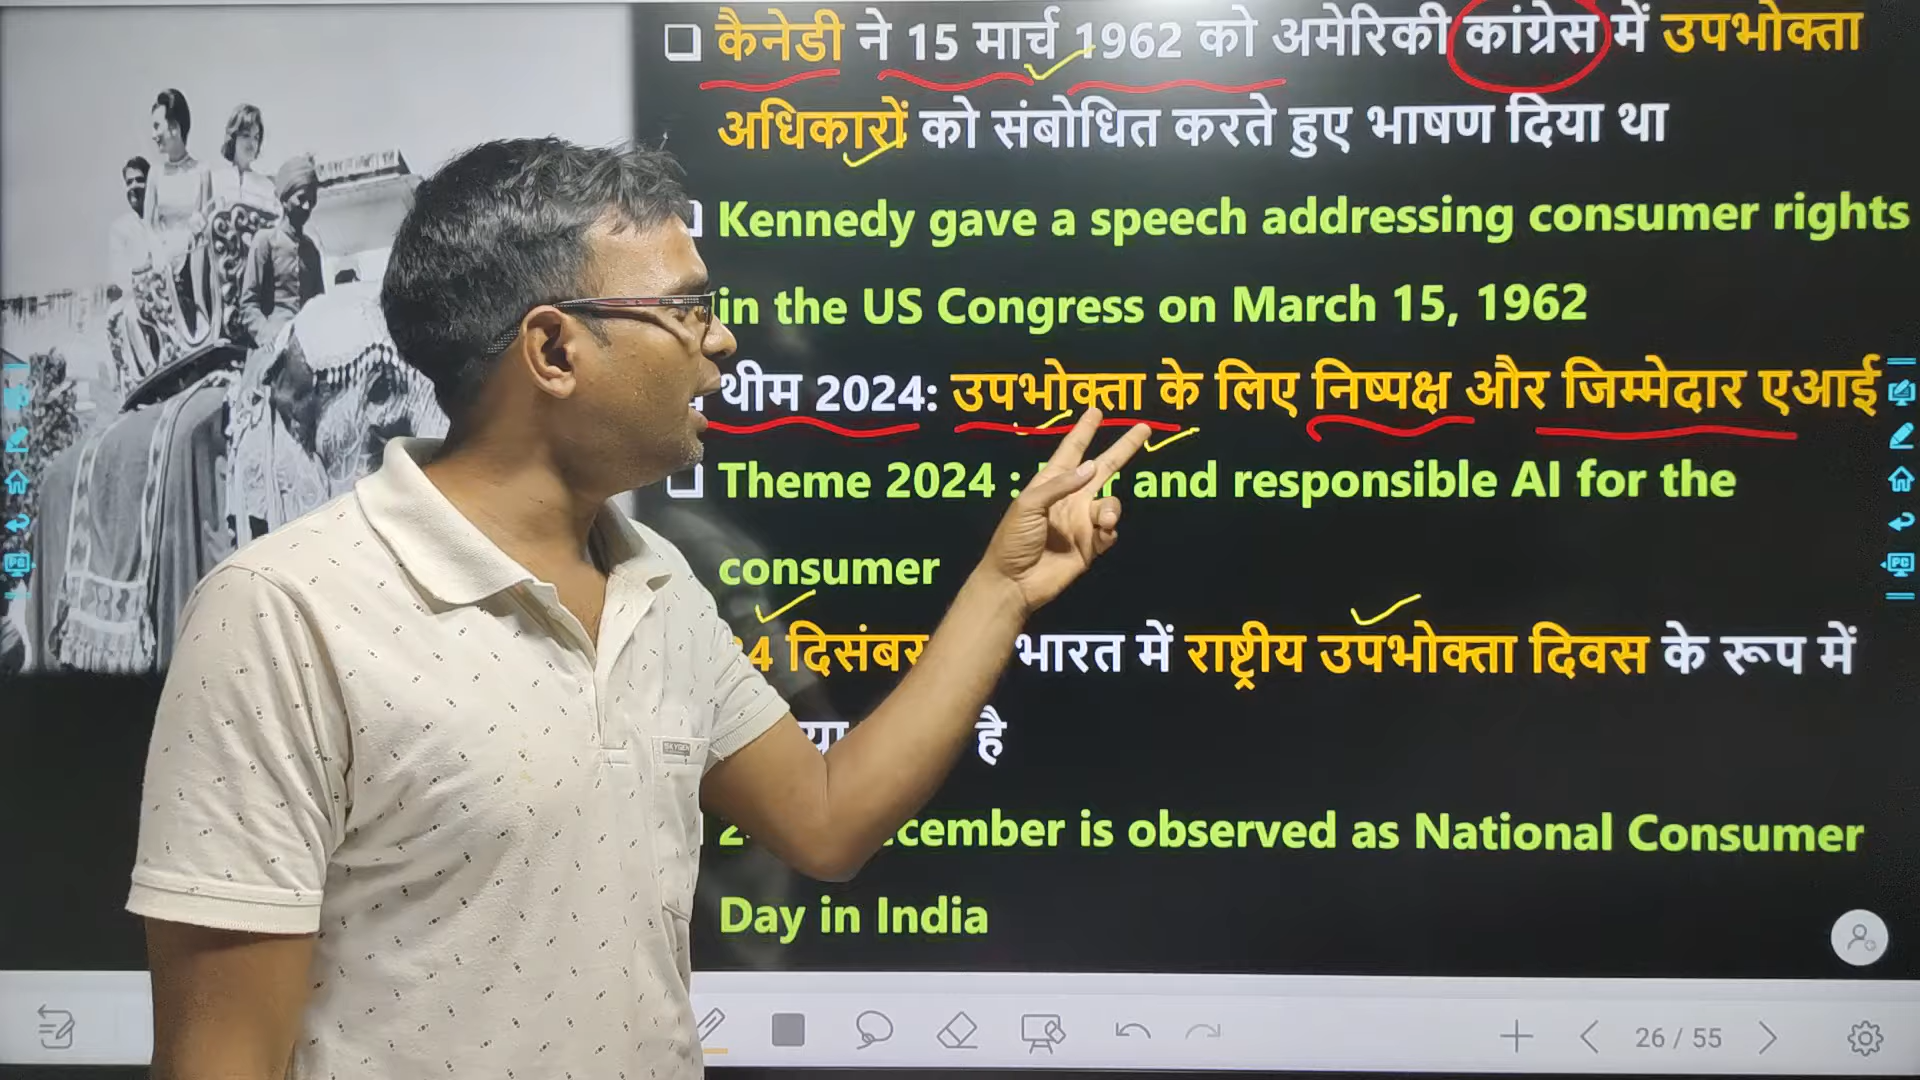 कैनेडी ने 15 मार्च 1962 को अमेरिकी कांग्रेस में उपभोक्ता
अधिकारों को संबोधित करते हुए भाषण दिया था
Kennedy gave a speech addressing consumer rights
in the US Congress on March 15, 1962
थीम 2024: उपभोक्ता के लिए निष्पक्ष और जिम्मेदार एआई
Theme 2024 : and responsible AI for the
consumer
दिसंबर भारत में राष्ट्रीय उपभोक्ता दिवस के रूप में
है
is observed as National Consumer
Day in India
26 / 55
PC
PC